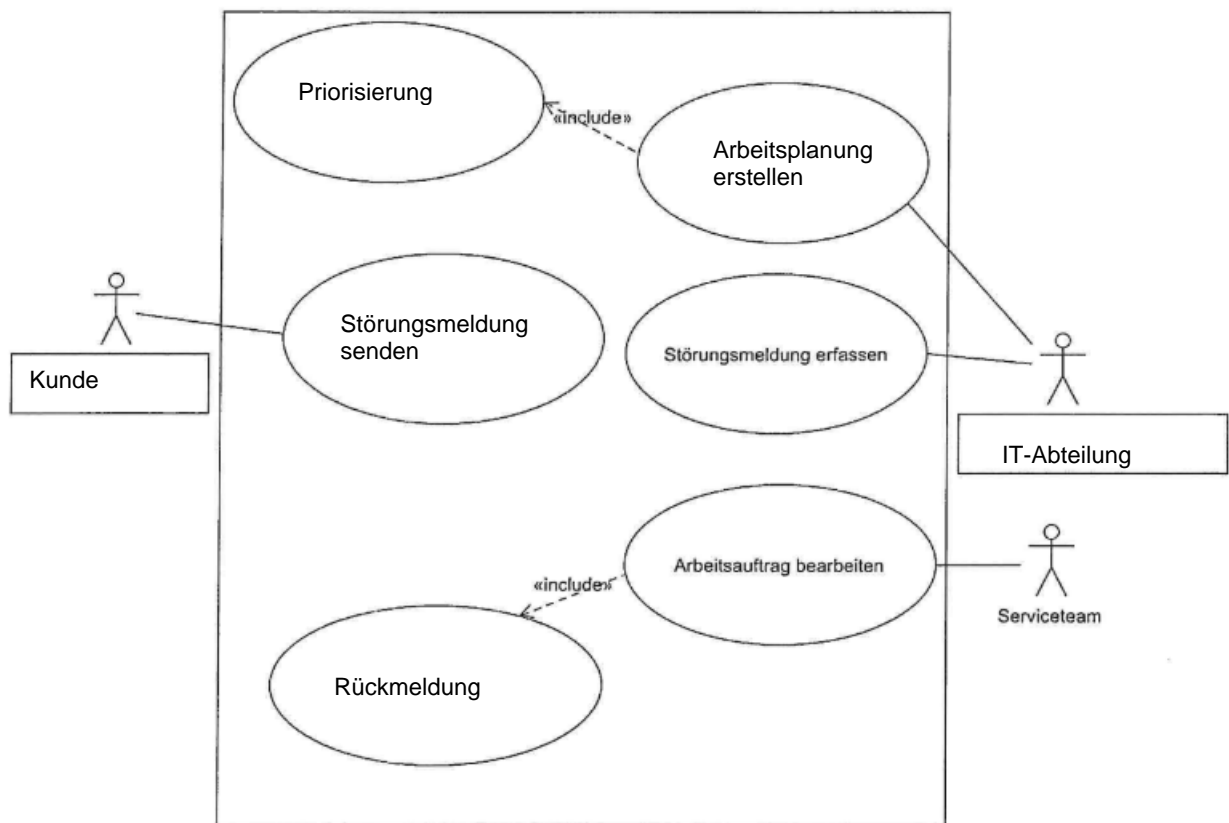 Priorisierung
«include»
Arbeitsplanung
erstellen
Störungsmeldung
senden
Störungsmeldung erfassen
Kunde
IT-Abteilung
Arbeitsauftrag bearbeiten
«include»
Serviceteam
Rückmeldung